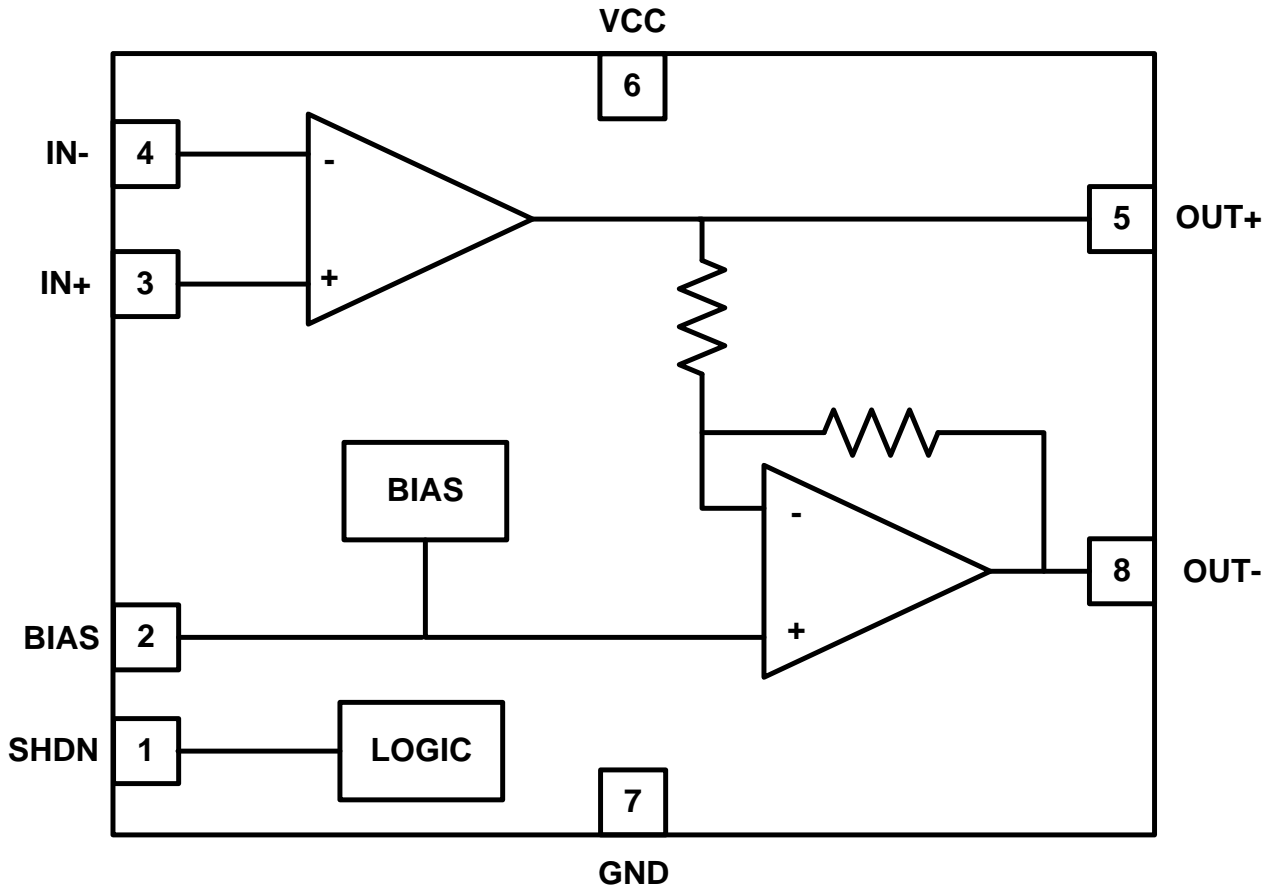 VCC
6
IN- 4 -
5 OUT+
IN+ 3 +
BIAS
-
8 OUT-
BIAS 2 +
SHDN 1 LOGIC
7
GND